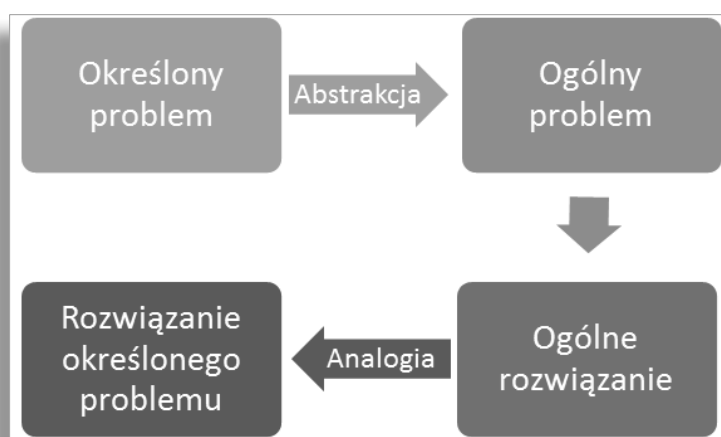 Określony
problem
Abstrakcja
Ogólny
problem
Rozwiązanie
określonego
problemu
Analogia
Ogólne
rozwiązanie